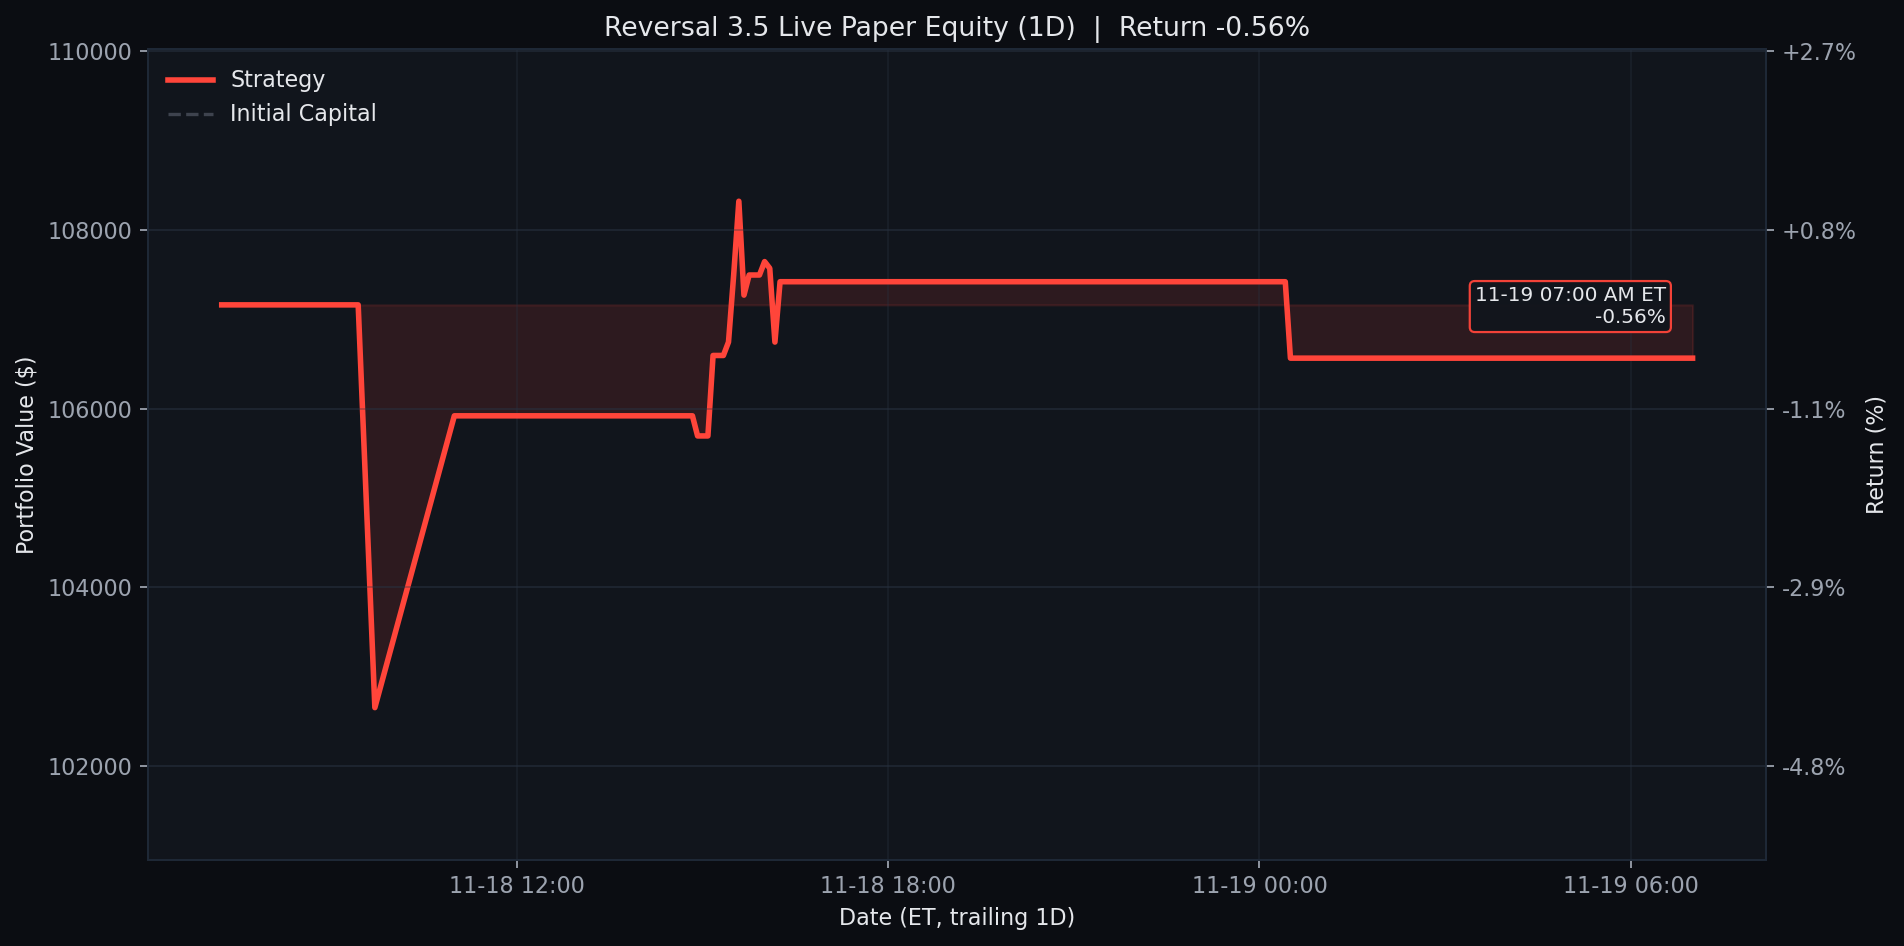 Reversal 3.5 Live Paper Equity (1D) | Return -0.56%
Strategy
Initial Capital
110000
108000
106000
104000
102000
Portfolio Value ($)
+2.7%
+0.8%
-1.1%
-2.9%
-4.8%
Return (%)
11-19 07:00 AM ET
-0.56%
11-18 12:00
11-18 18:00
11-19 00:00
11-19 06:00
Date (ET, trailing 1D)